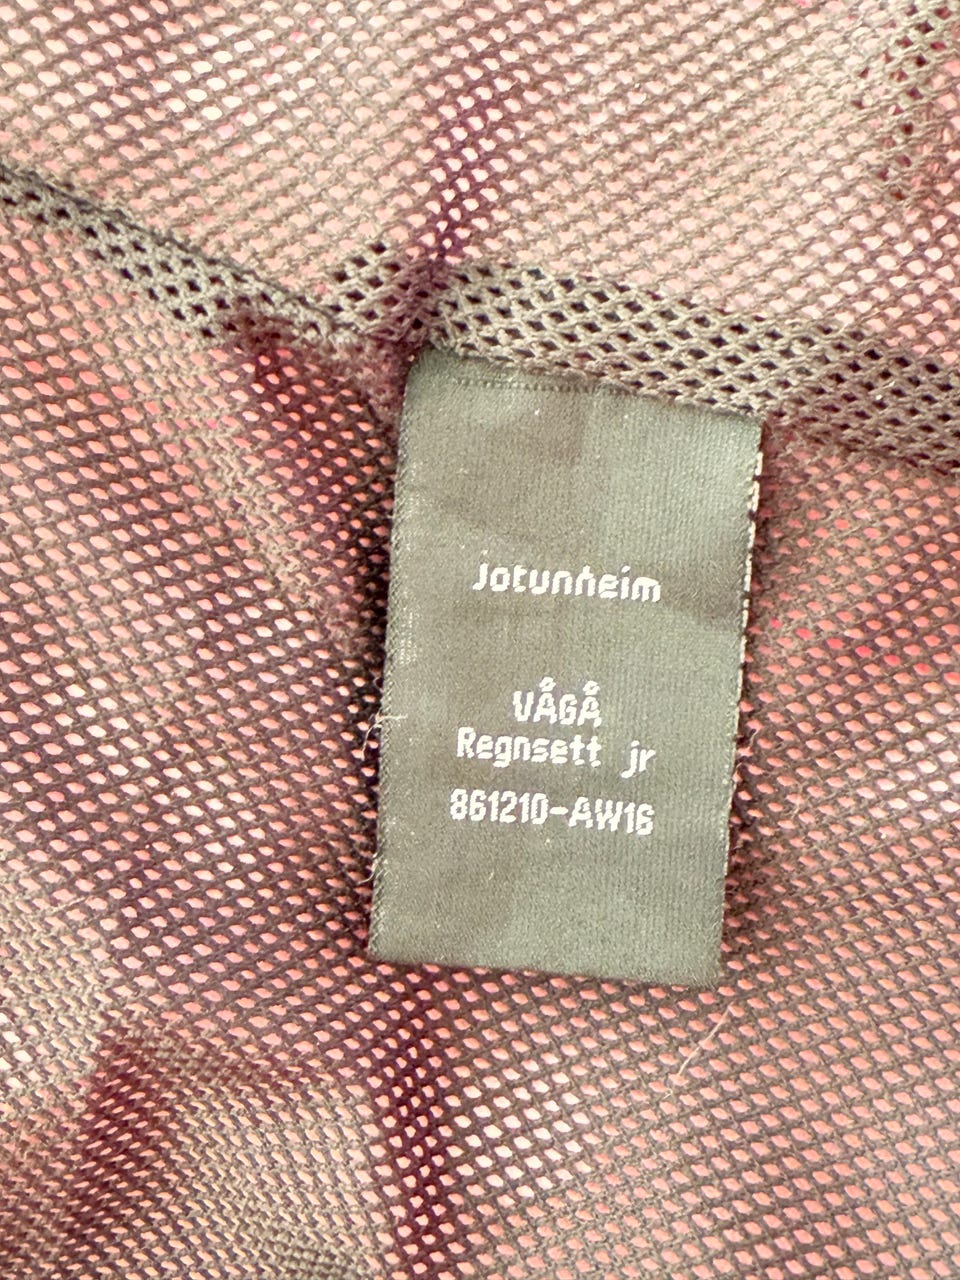 Jotunheim
VÅGÅ
Regnsett jr
861210-AW16